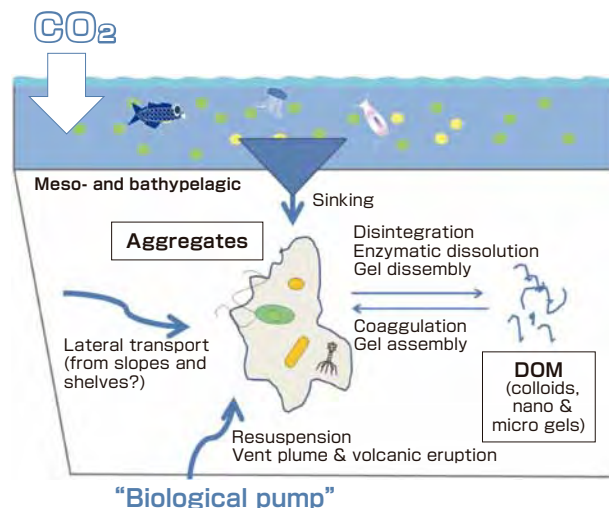 CO₂
Meso- and bathypelagic
Sinking
Aggregates
Disintegration
Enzymatic dissolution
Gel dissembly
Coaggulation
Gel assembly
Lateral transport
(from slopes and
shelves?)
DOM
(colloids,
nano &
micro gels)
Resuspension
Vent plume & volcanic eruption
“Biological pump”